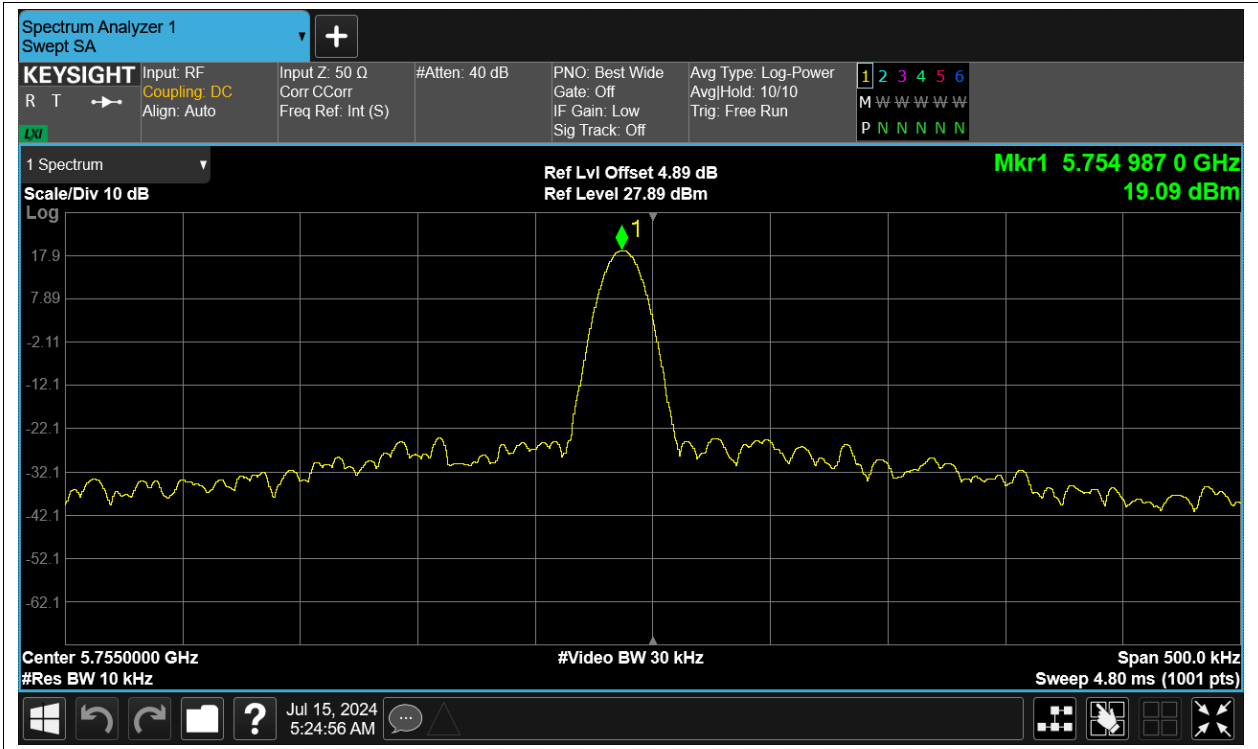 Spectrum Analyzer 1
Swept SA
+
KEYSIGHT
R T
LXI
Input: RF
Coupling: DC
Align: Auto
Input Z: 50 Ω
Corr CCorr
Freq Ref: Int (S)
#Atten: 40 dB
PNO: Best Wide
Gate: Off
IF Gain: Low
Sig Track: Off
Avg Type: Log-Power
Avg|Hold: 10/10
Trig: Free Run
1 2 3 4 5 6
M W W W W W
P N N N N N
1 Spectrum
Scale/Div 10 dB
Log
Ref Lvl Offset 4.89 dB
Ref Level 27.89 dBm
Mkr1 5.754 987 0 GHz
19.09 dBm
1
17.9
7.89
-2.11
-12.1
-22.1
-32.1
-42.1
-52.1
-62.1
Center 5.7550000 GHz
#Video BW 30 kHz
Span 500.0 kHz
#Res BW 10 kHz
Sweep 4.80 ms (1001 pts)
?
Jul 15, 2024
5:24:56 AM